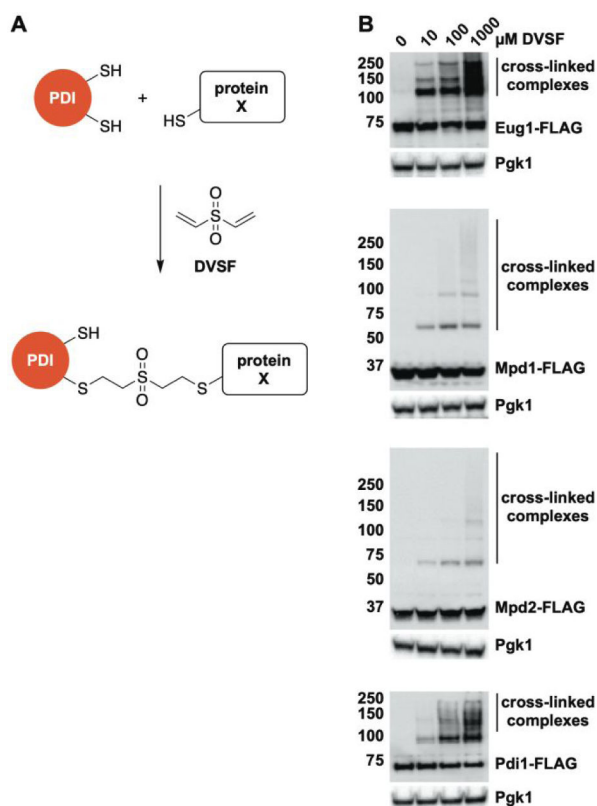 A
PDI
SH
SH
+
HS
protein
X
O
S
O
DVSF
PDI
SH
S
O
S
O
S
protein
X
B
0
10
100
1000
µM DVSF
250
150
100
75
cross-linked
complexes
Eug1-FLAG
Pgk1
250
150
100
75
50
37
cross-linked
complexes
Mpd1-FLAG
Pgk1
250
150
100
75
50
37
cross-linked
complexes
Mpd2-FLAG
Pgk1
250
150
100
75
cross-linked
complexes
Pdi1-FLAG
Pgk1